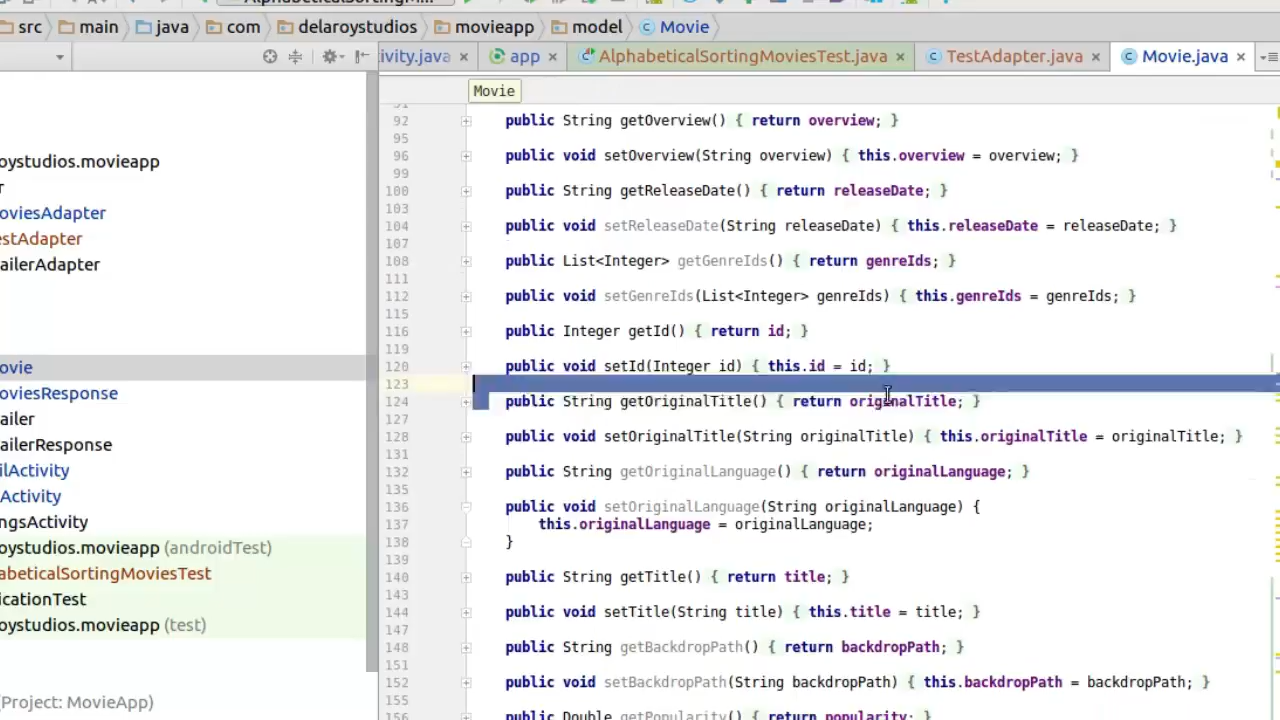 AlphabeticalSortingM...
src main java com delaroystudios movieapp model Movie
ivity.java app AlphabeticalSortingMoviesTest.java TestAdapter.java Movie.java
Movie
92 public String getOverview() { return overview; }
95
96 public void setOverview(String overview) { this.overview = overview; }
99
100 public String getReleaseDate() { return releaseDate; }
103
104 public void setReleaseDate(String releaseDate) { this.releaseDate = releaseDate; }
107
108 public List<Integer> getGenreIds() { return genreIds; }
111
112 public void setGenreIds(List<Integer> genreIds) { this.genreIds = genreIds; }
115
116 public Integer getId() { return id; }
119
120 public void setId(Integer id) { this.id = id; }
123
124 public String getOriginalTitle() { return originalTitle; }
127
128 public void setOriginalTitle(String originalTitle) { this.originalTitle = originalTitle; }
131
132 public String getOriginalLanguage() { return originalLanguage; }
135
136 public void setOriginalLanguage(String originalLanguage) {
137 this.originalLanguage = originalLanguage;
138 }
139
140 public String getTitle() { return title; }
143
144 public void setTitle(String title) { this.title = title; }
147
148 public String getBackdropPath() { return backdropPath; }
151
152 public void setBackdropPath(String backdropPath) { this.backdropPath = backdropPath; }
155
156 public Double getPopularity() { return popularity; }
oystudios.movieapp
r
oviesAdapter
estAdapter
ailerAdapter
ovie
oviesResponse
ailer
ailerResponse
ilActivity
Activity
ngsActivity
oystudios.movieapp (androidTest)
abeticalSortingMoviesTest
icationTest
oystudios.movieapp (test)
(Project: MovieApp)